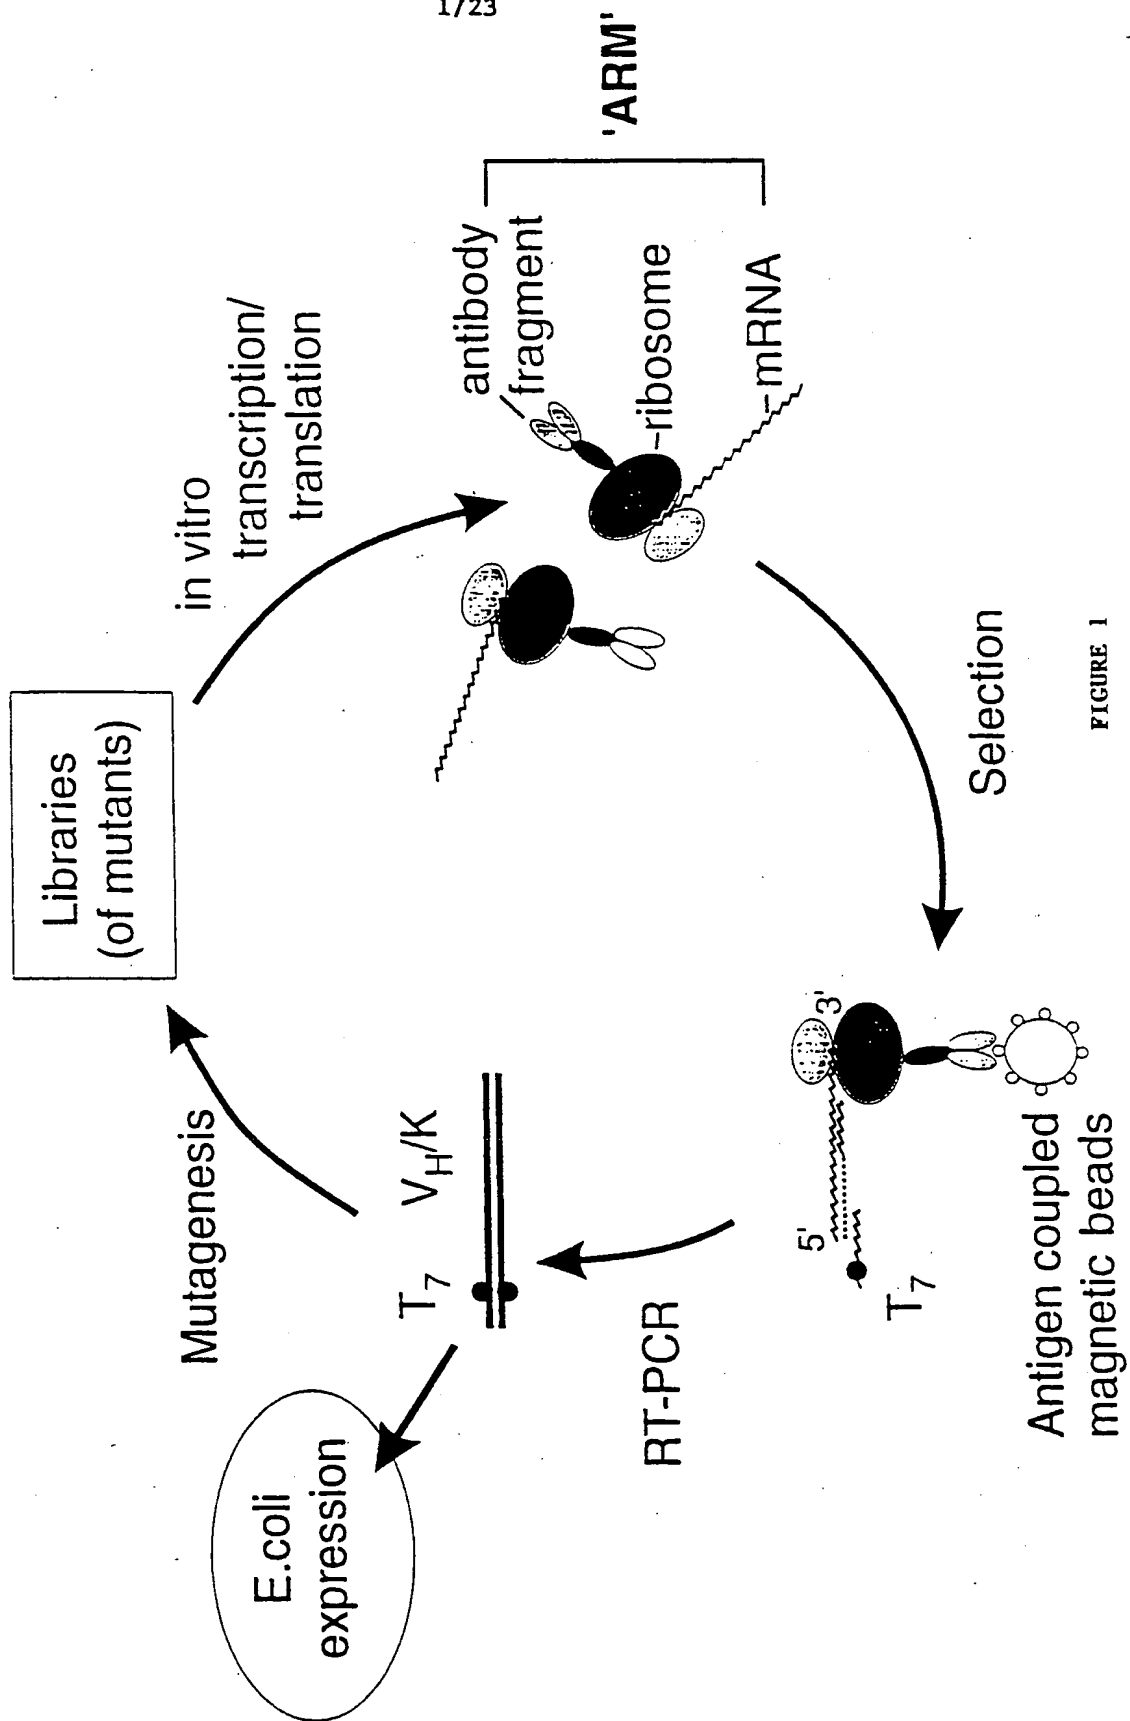 1/23
Libraries
(of mutants)
in vitro
transcription/
translation
antibody
fragment
ribosome
mRNA
'ARM'
Selection
3'
5'
T7
Antigen coupled
magnetic beads
RT-PCR
T7 VH/K
Mutagenesis
E.coli
expression
FIGURE 1